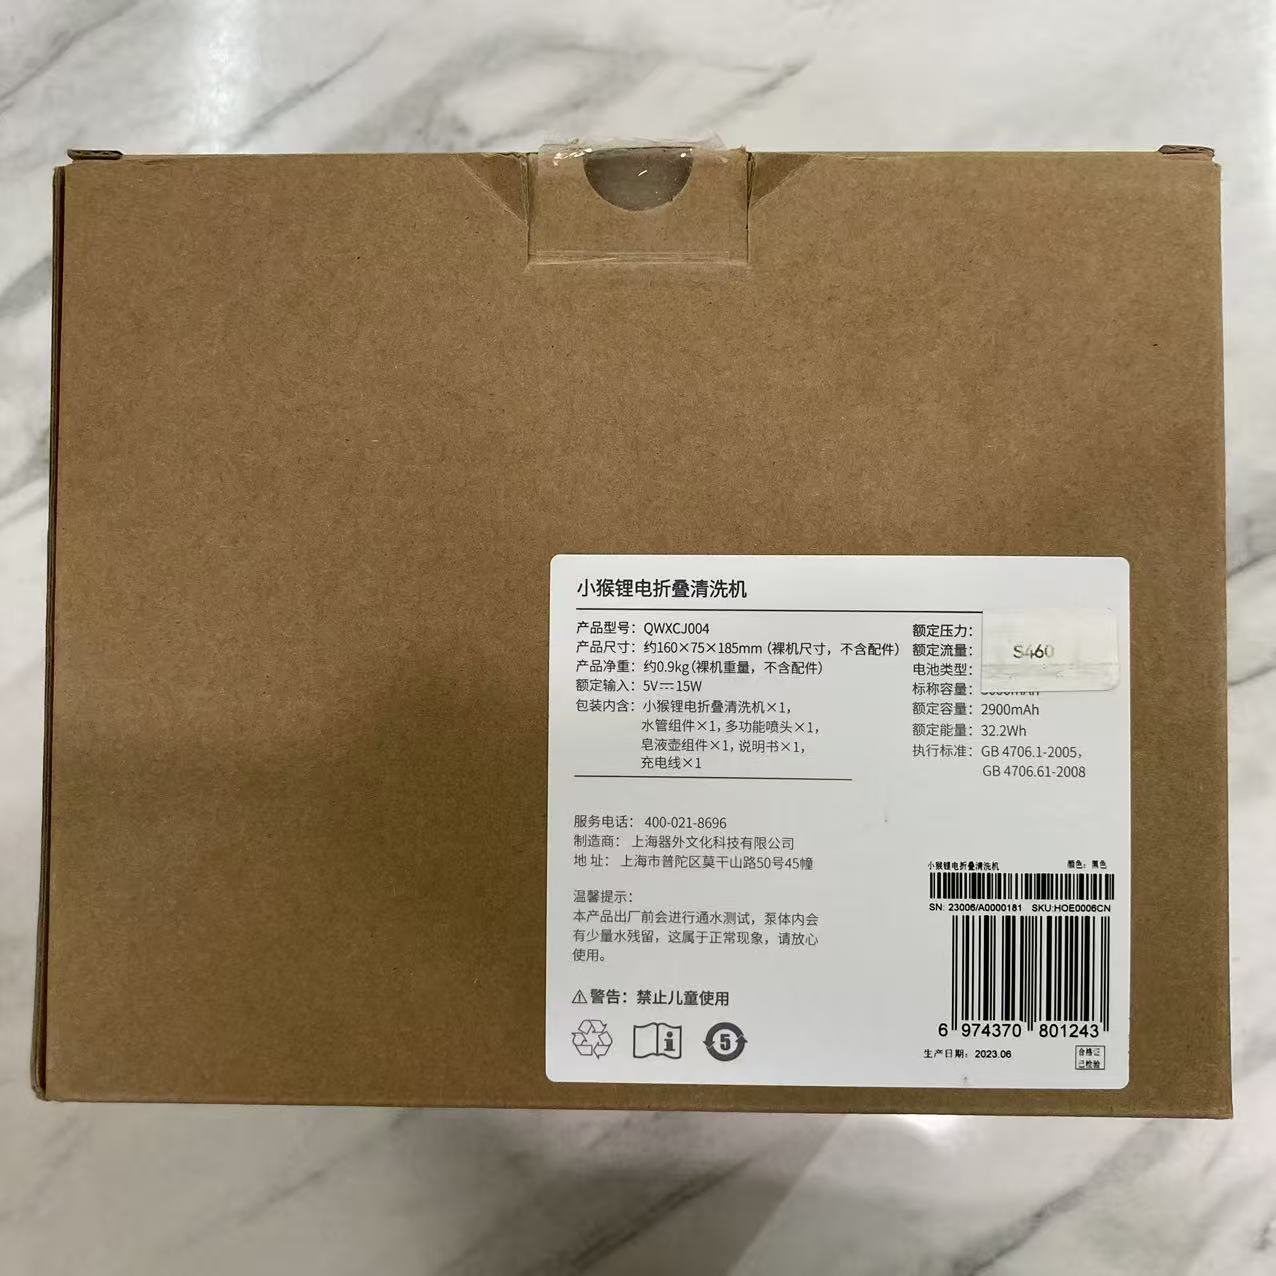 小猴锂电折叠清洗机
产品型号：QWXCJ004
产品尺寸：约160×75×185mm（裸机尺寸，不含配件）
产品净重：约0.9kg（裸机重量，不含配件）
额定输入：5V⎓15W
包装内含：小猴锂电折叠清洗机×1，
水管组件×1，多功能喷头×1，
皂液壶组件×1，说明书×1，
充电线×1
额定压力：
额定流量：
电池类型：
S460
标称容量：
额定容量：2900mAh
额定能量：32.2Wh
执行标准：GB 4706.1-2005，
GB 4706.61-2008
服务电话：400-021-8696
制造商：上海器外文化科技有限公司
地 址：上海市普陀区莫干山路50号45幢
温馨提示：
本产品出厂前会进行通水测试，泵体内会
有少量水残留，这属于正常现象，请放心
使用。
⚠警告：禁止儿童使用
5
小猴锂电折叠清洗机 颜色：黑色
SN: 23006/A0000181 SKU:HOE0006CN
6 974370 801243
生产日期：2023.06
合格证
已检验